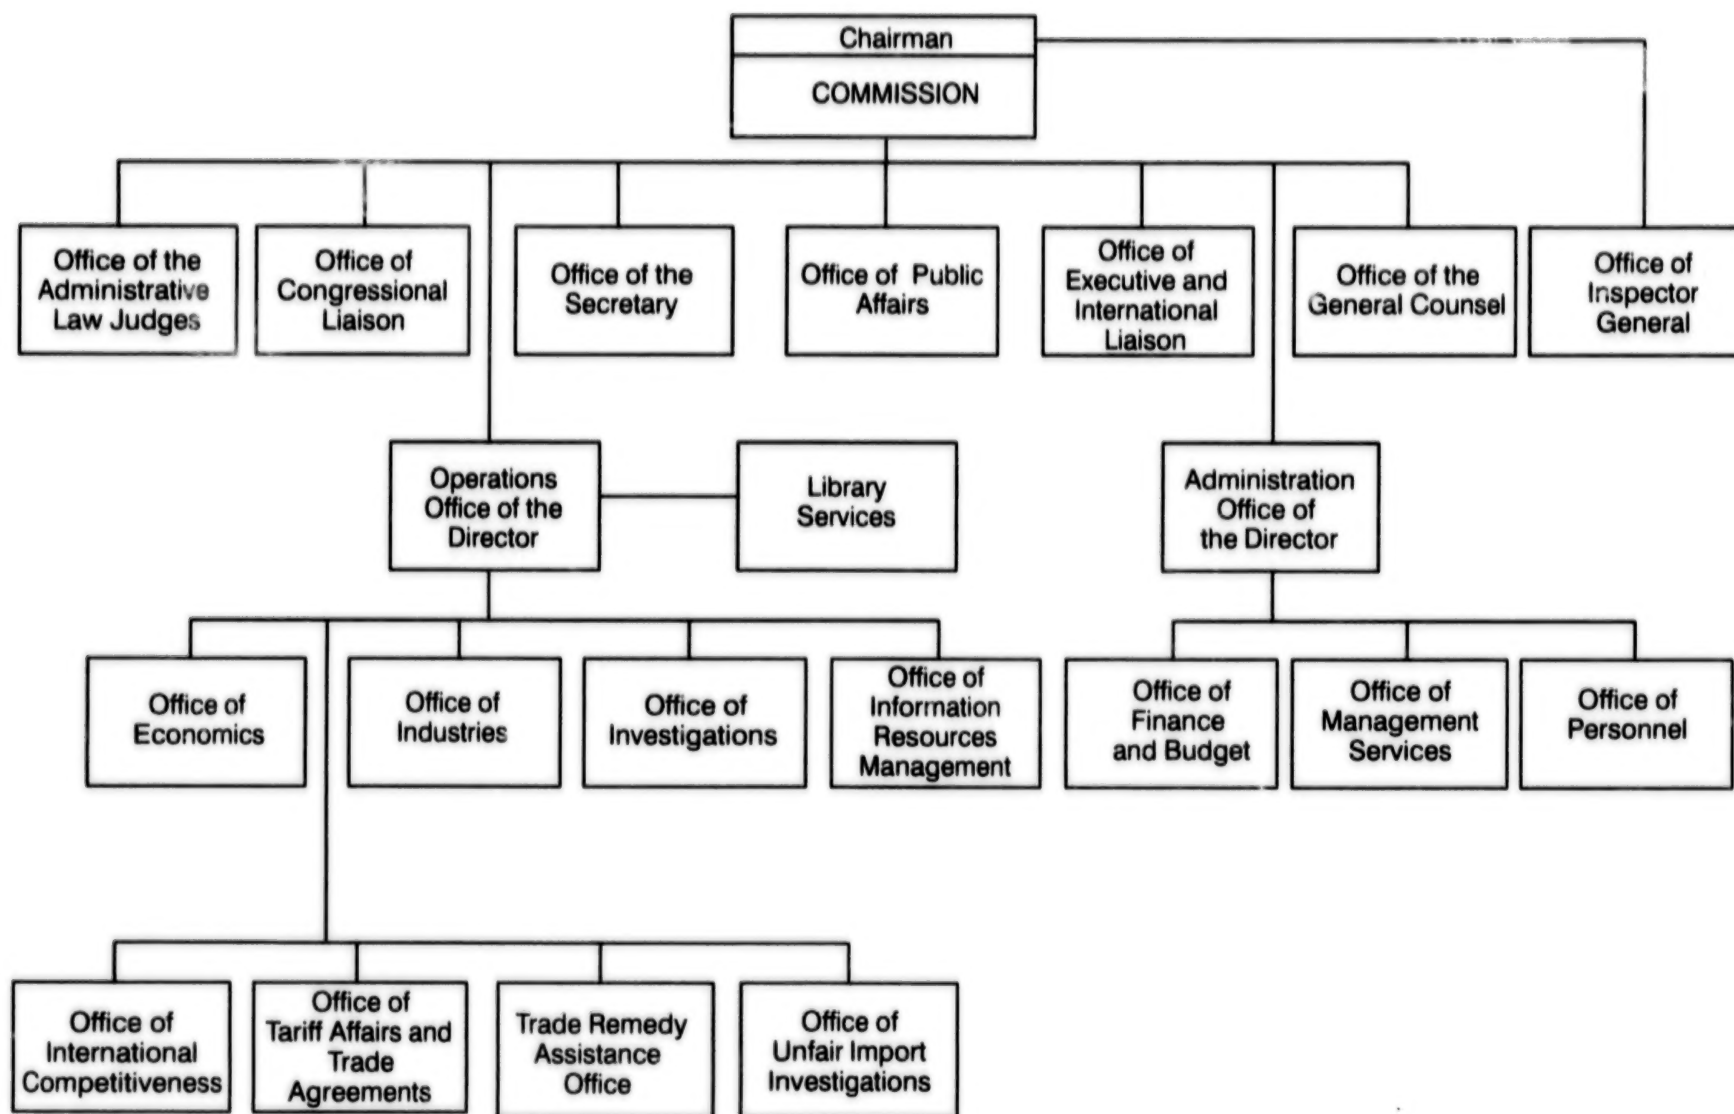 Chairman
COMMISSION
Office of the
Administrative
Law Judges
Office of
Congressional
Liaison
Office of the
Secretary
Office of Public
Affairs
Office of
Executive and
International
Liaison
Office of the
General Counsel
Office of
Inspector
General
Operations
Office of the
Director
Library
Services
Administration
Office of
the Director
Office of
Economics
Office of
Industries
Office of
Investigations
Office of
Information
Resources
Management
Office of
Finance
and Budget
Office of
Management
Services
Office of
Personnel
Office of
International
Competitiveness
Office of
Tariff Affairs and
Trade
Agreements
Trade Remedy
Assistance
Office
Office of
Unfair Import
Investigations